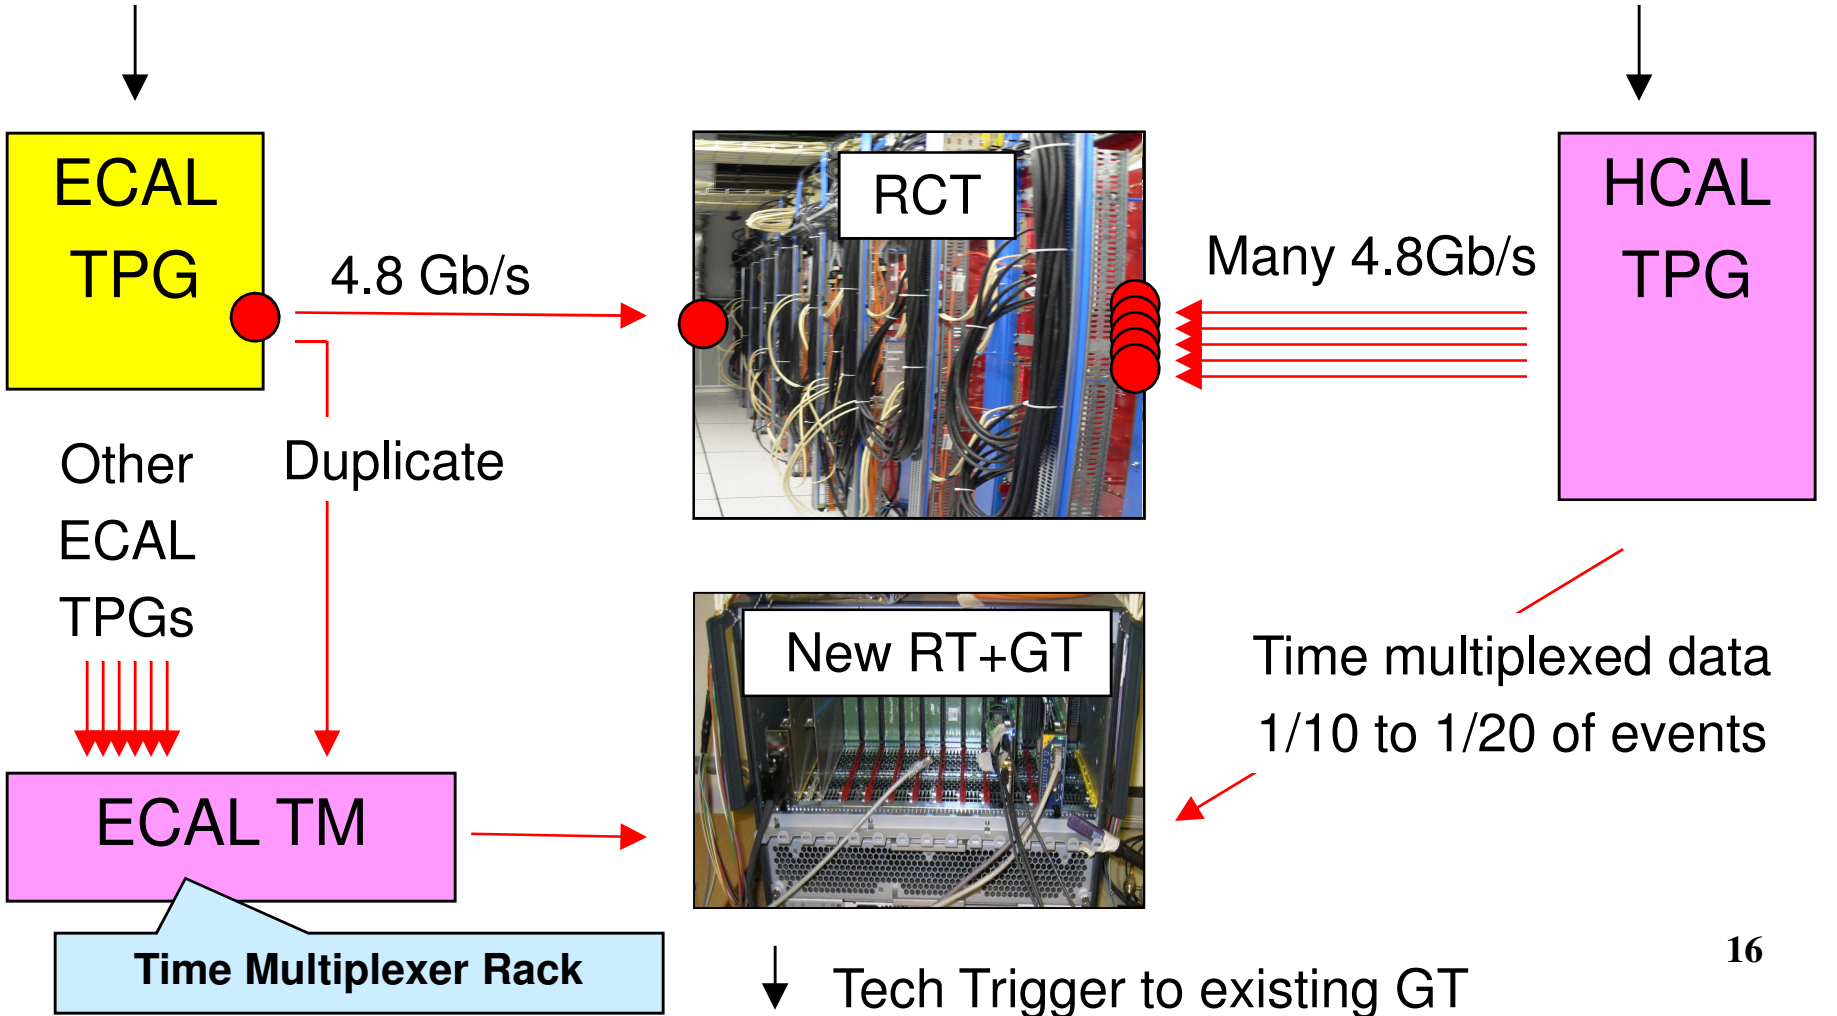 ECAL
TPG
4.8 Gb/s
RCT
Many 4.8Gb/s
HCAL
TPG
Other
ECAL
TPGs
Duplicate
New RT+GT
Time multiplexed data
1/10 to 1/20 of events
ECAL TM
Time Multiplexer Rack
Tech Trigger to existing GT
16